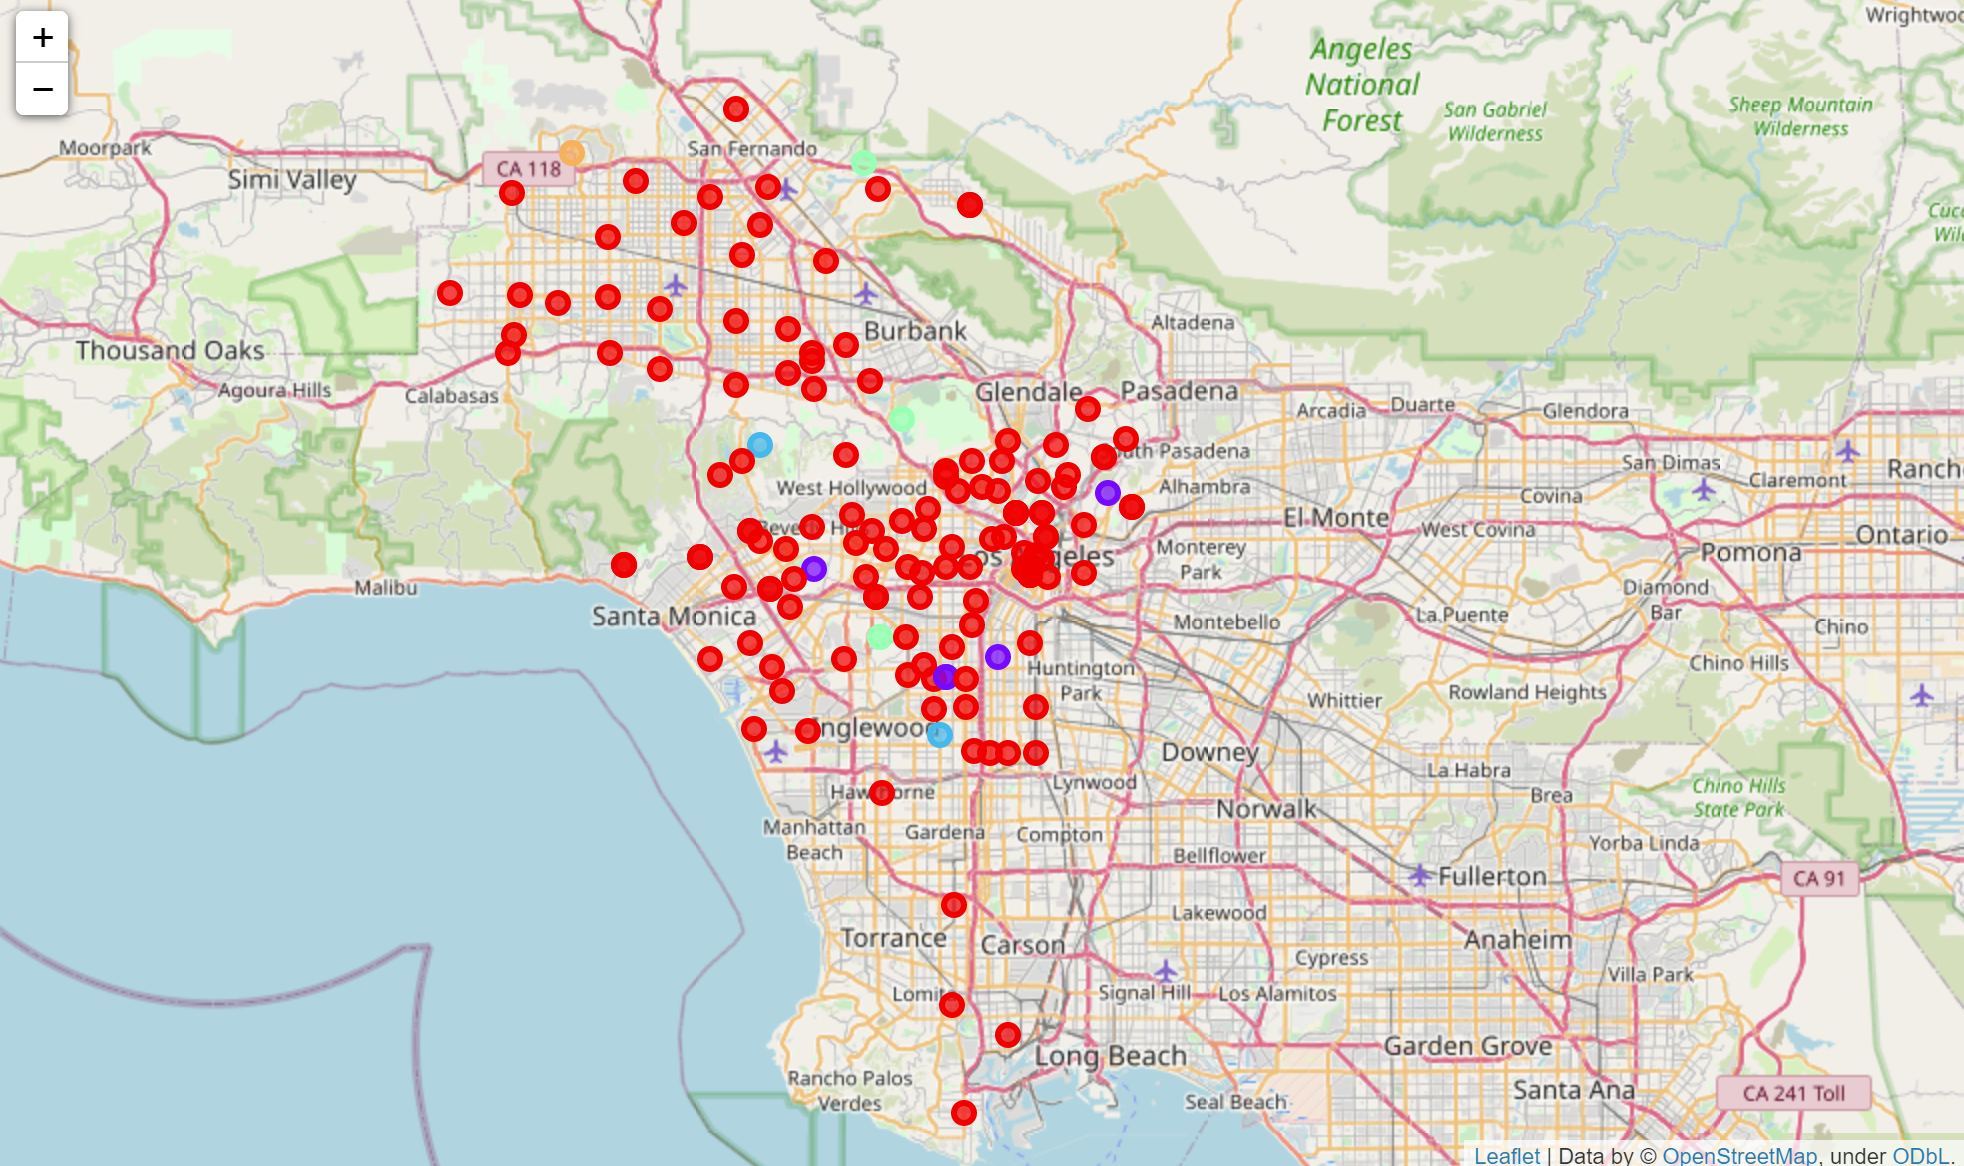 +
−
Wrightwoo
Angeles
National
Forest
San Gabriel
Wilderness
Sheep Mountain
Wilderness
Moorpark
San Fernando
CA 118
Simi Valley
Cuca
Wil
Burbank
Altadena
Thousand Oaks
Agoura Hills
Calabasas
Glendale
Pasadena
Arcadia
Duarte
Glendora
uth Pasadena
San Dimas
Claremont
Ranch
West Hollywood
Alhambra
Covina
El Monte
West Covina
Beverly H
Ontario
Los Angeles
Monterey
Park
Pomona
Malibu
Diamond
Bar
Santa Monica
La Puente
Montebello
Chino
Huntington
Park
Chino Hills
Whittier
Rowland Heights
Inglewood
Downey
La Habra
Lynwood
Hawthorne
Brea
Chino Hills
State Park
Norwalk
Manhattan
Beach
Gardena
Compton
Yorba Linda
Bellflower
Fullerton
CA 91
Lakewood
Torrance
Carson
Anaheim
Cypress
Villa Park
Lomit
Signal Hill
Los Alamitos
Garden Grove
Long Beach
Rancho Palos
Verdes
Santa Ana
CA 241 Toll
Seal Beach
Leaflet | Data by © OpenStreetMap, under ODbL.